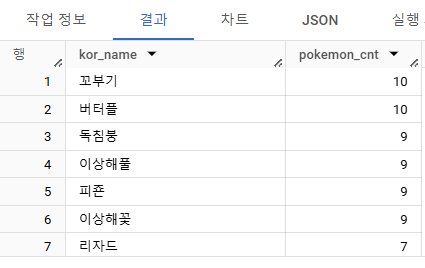 작업 정보 결과 차트 JSON 실행
행 kor_name pokemon_cnt
1 꼬부기 10
2 버터플 10
3 독침붕 9
4 이상해풀 9
5 피죤 9
6 이상해꽃 9
7 리자드 7